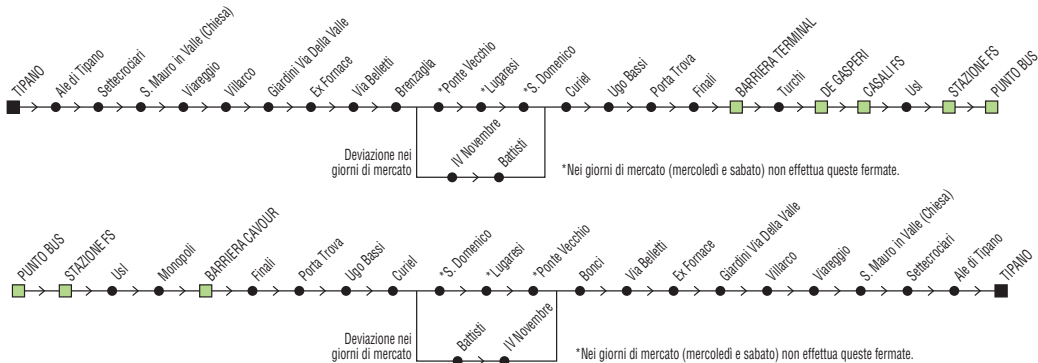 TIPANO
Ale di Tipano
Settecrociari
S. Mauro in Valle (Chiesa)
Viareggio
Villarco
Giardini Via Della Valle
Ex Fornace
Via Belletti
Brenzaglia
*Ponte Vecchio
*Lugaresi
*S. Domenico
Curiel
Ugo Bassi
Porta Trova
Finali
BARRIERA TERMINAL
Turchi
DE GASPERI
CASALI FS
Usl
STAZIONE FS
PUNTO BUS
Deviazione nei
giorni di mercato
IV Novembre
Battisti
*Nei giorni di mercato (mercoledì e sabato) non effettua queste fermate.
PUNTO BUS
STAZIONE FS
Usl
Monopoli
BARRIERA CAVOUR
Finali
Porta Trova
Ugo Bassi
Curiel
*S. Domenico
*Lugaresi
*Ponte Vecchio
Bonci
Via Belletti
Ex Fornace
Giardini Via Della Valle
Villarco
Viareggio
S. Mauro in Valle (Chiesa)
Settecrociari
Ale di Tipano
TIPANO
Deviazione nei
giorni di mercato
Battisti
IV Novembre
*Nei giorni di mercato (mercoledì e sabato) non effettua queste fermate.